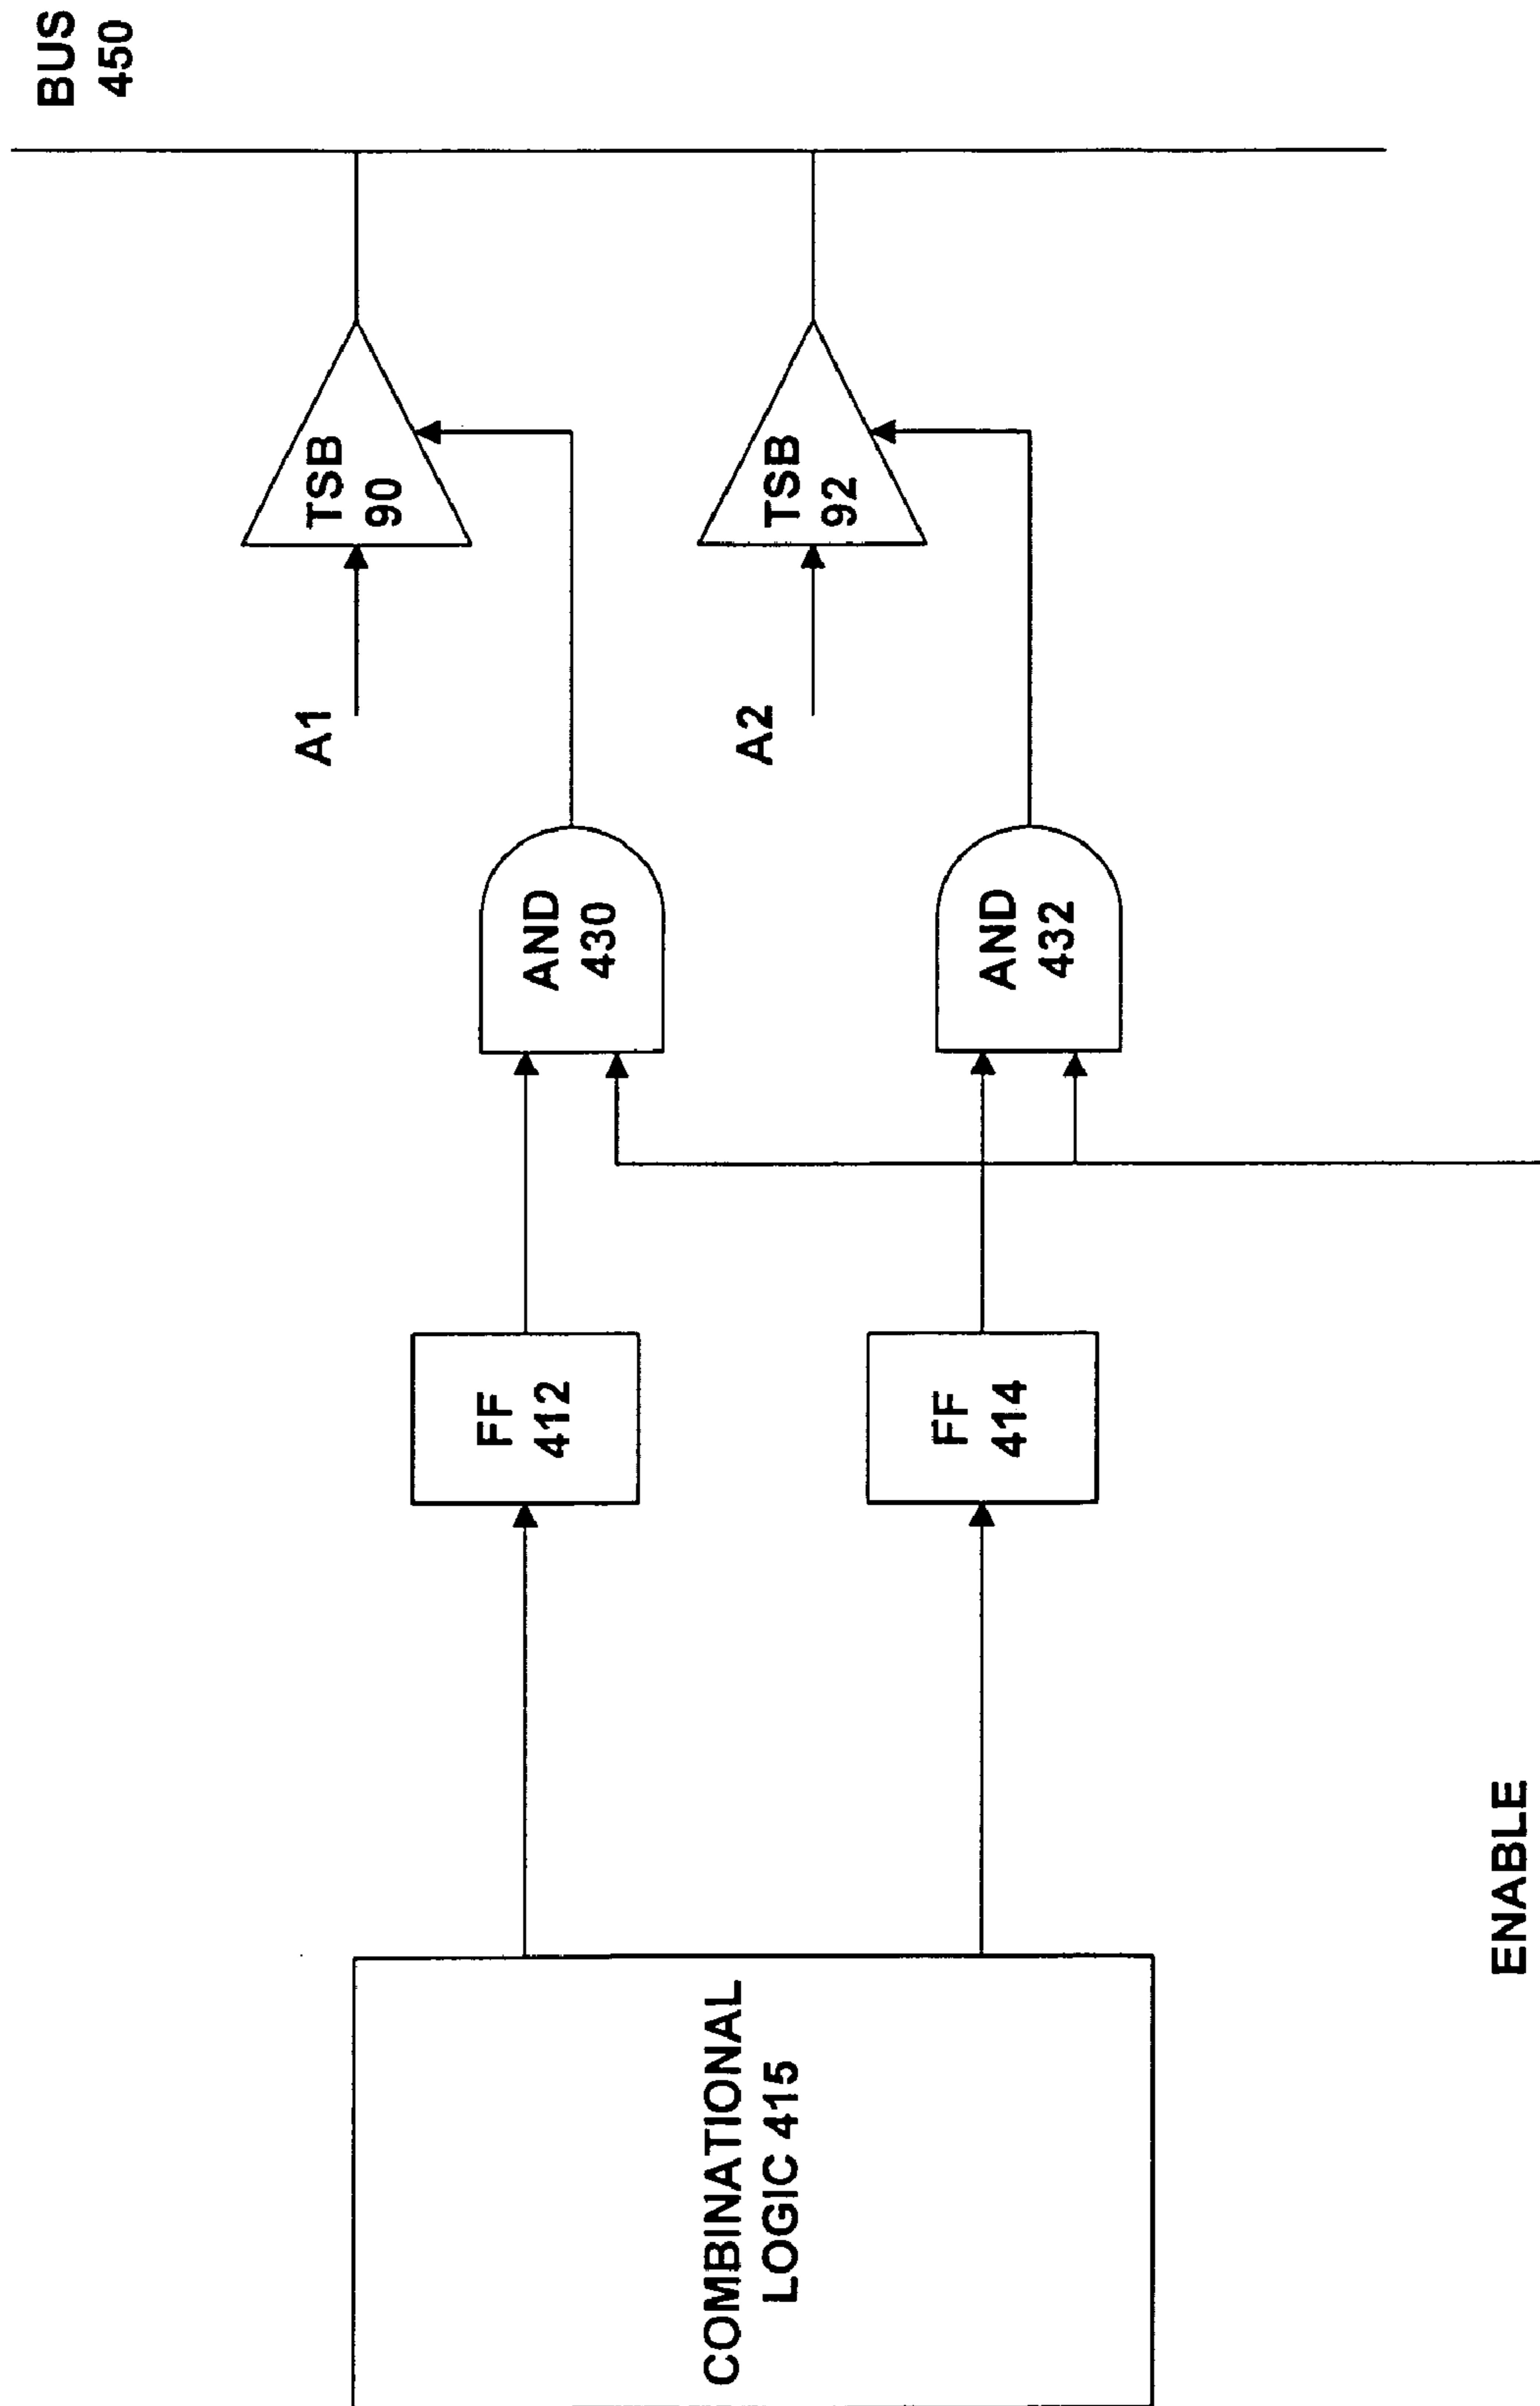 BUS
450
TSB
90
A1
TSB
92
A2
AND
430
AND
432
FF
412
FF
414
COMBINATIONAL
LOGIC 415
ENABLE